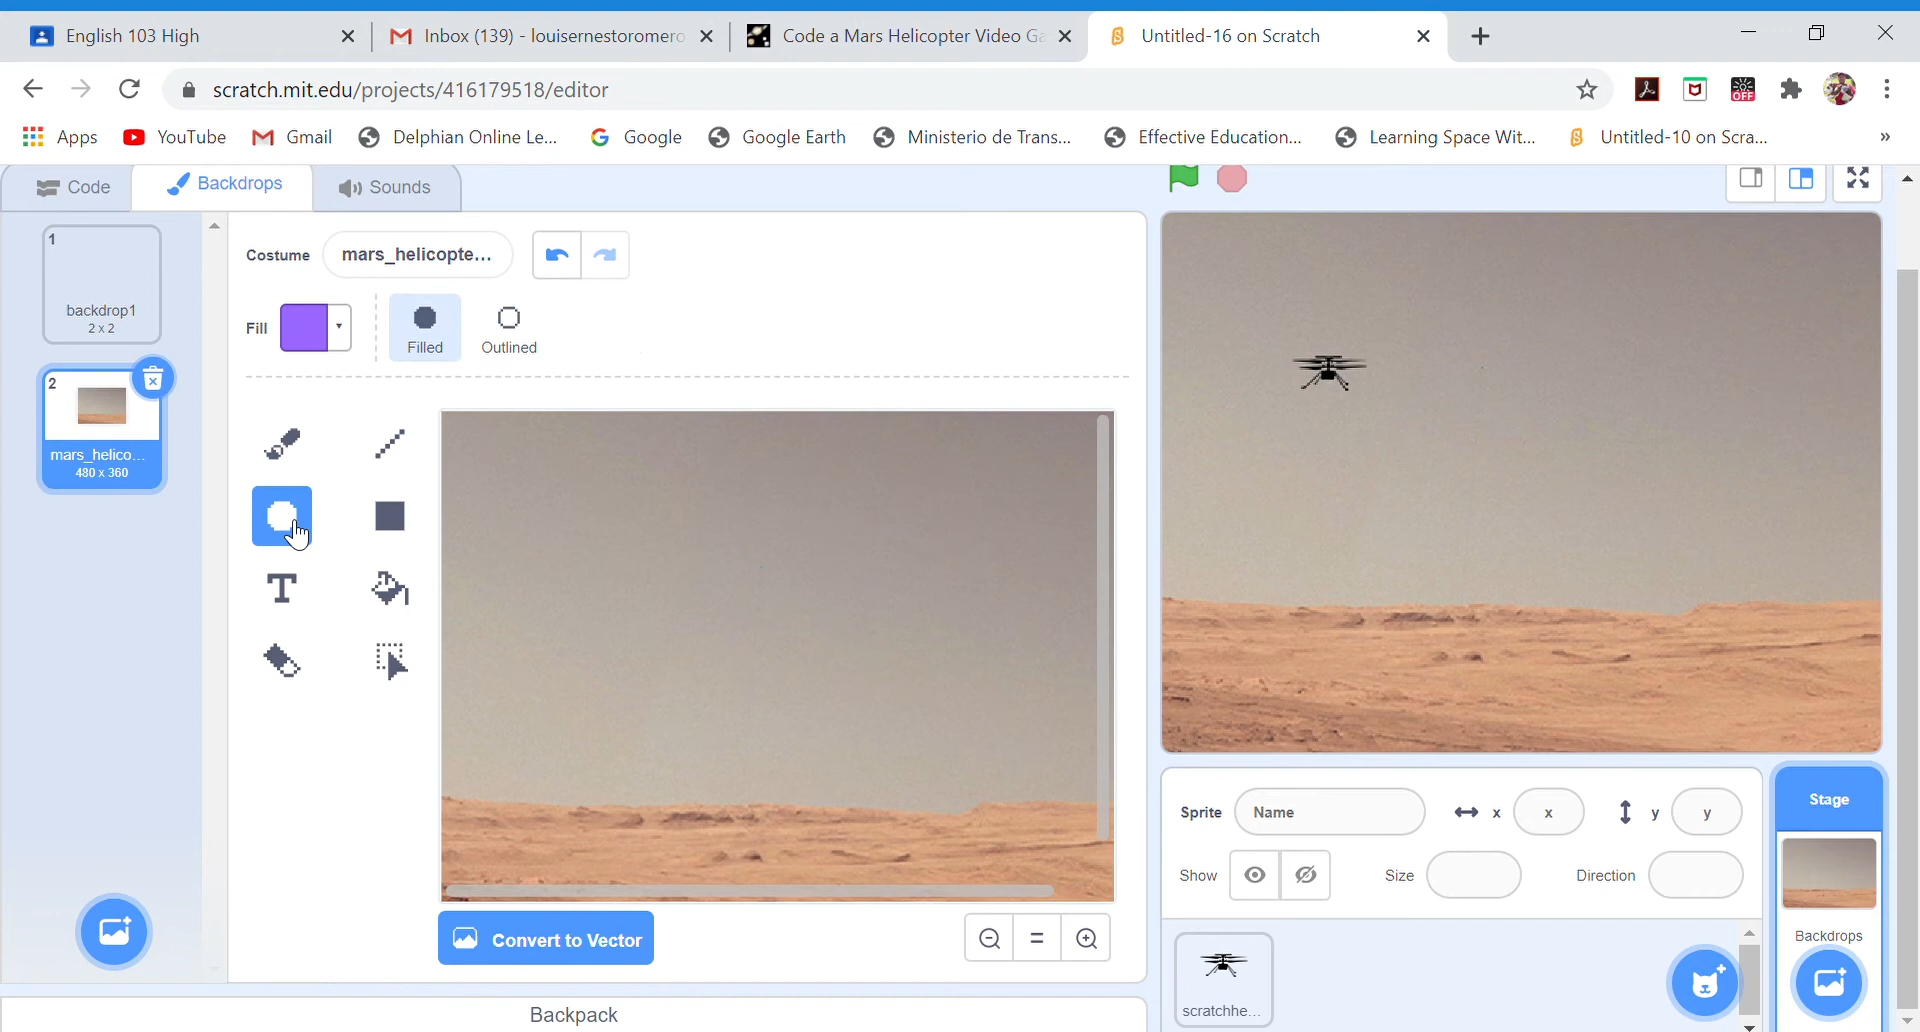 English 103 High
Inbox (139) - louisernestoromero
Code a Mars Helicopter Video Ga
Untitled-16 on Scratch
scratch.mit.edu/projects/416179518/editor
OFF
Apps
YouTube
Gmail
Delphian Online Le...
Google
Google Earth
Ministerio de Trans...
Effective Education...
Learning Space Wit...
Untitled-10 on Scra...
»
Code
Backdrops
Sounds
1
backdrop1
2 x 2
2
mars_helico...
480 x 360
Costume
mars_helicopte...
Fill
Filled
Outlined
T
Convert to Vector
=
Backpack
Sprite
Name
x
x
y
y
Show
Size
Direction
scratchhe...
Stage
Backdrops